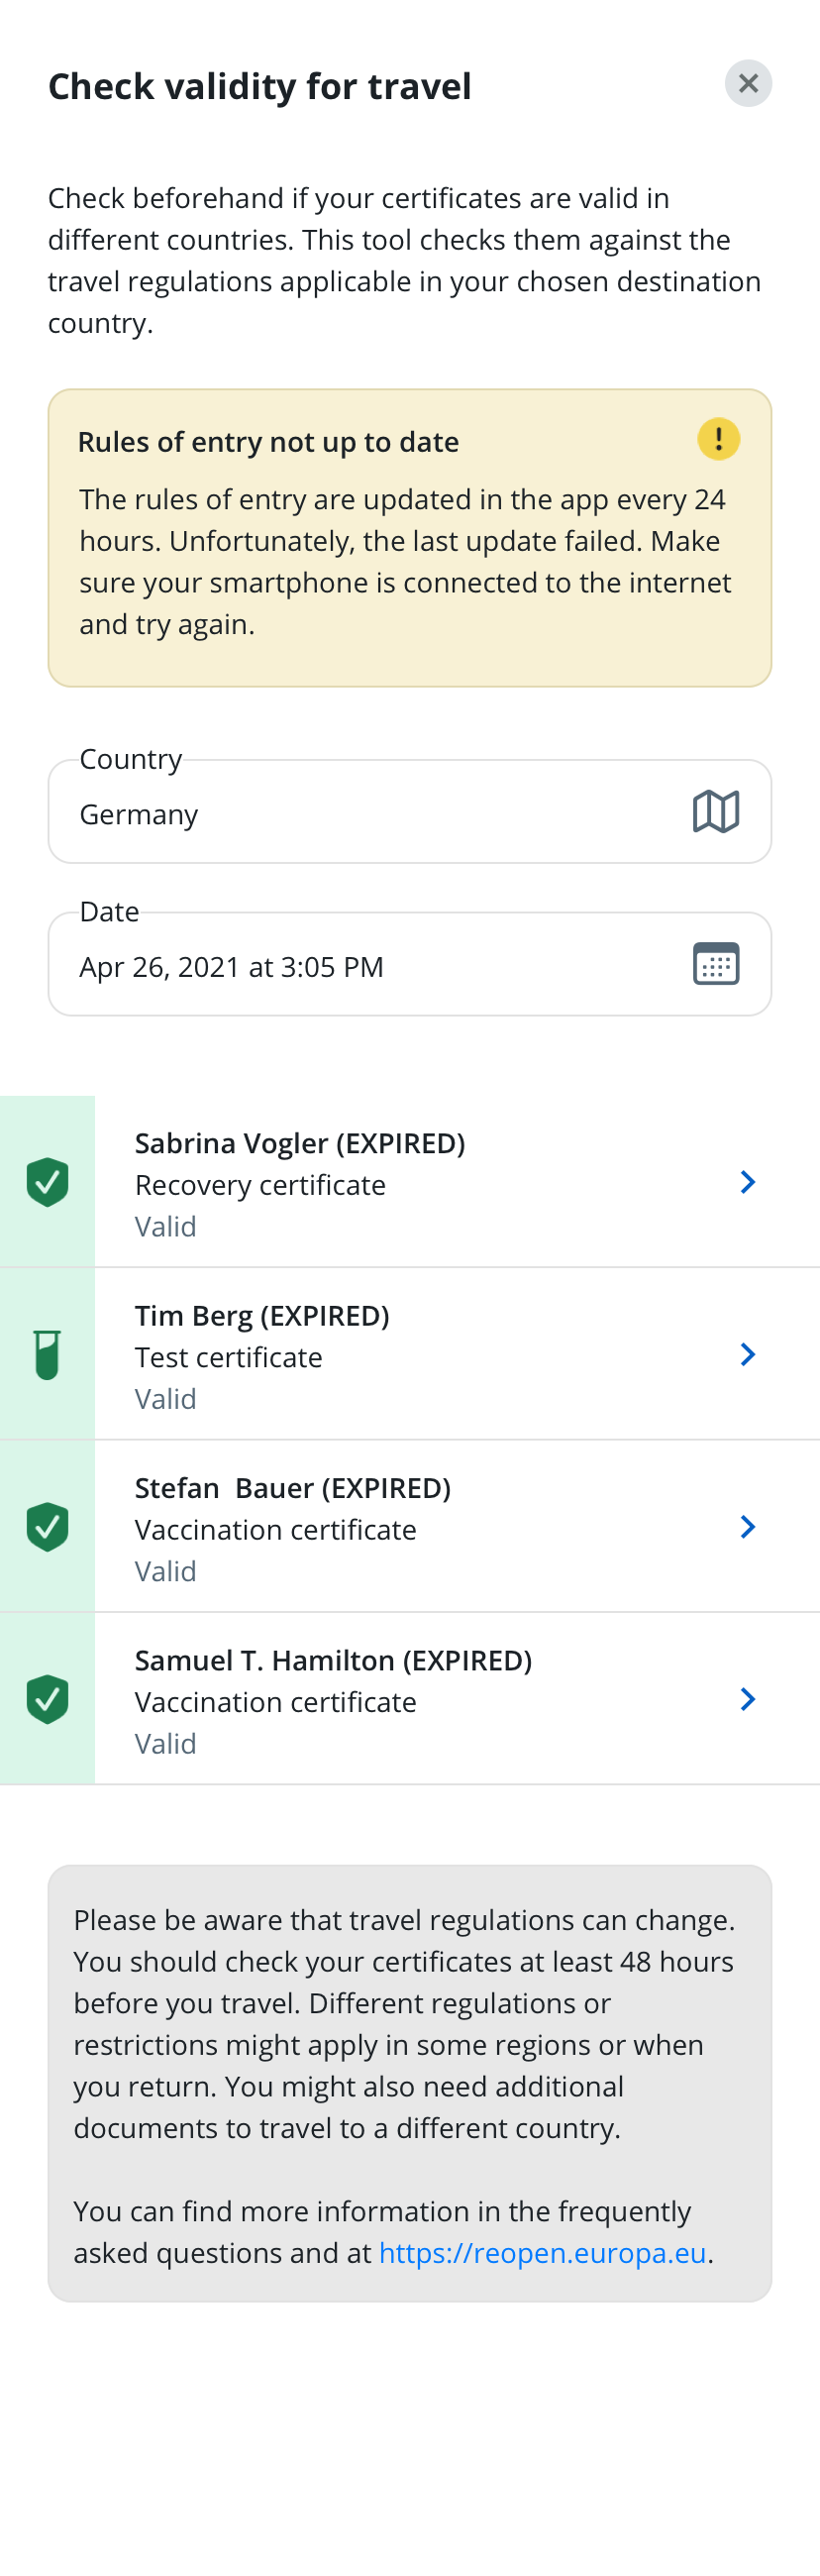 Check validity for travel
Check beforehand if your certificates are valid in
different countries. This tool checks them against the
travel regulations applicable in your chosen destination
country.
Rules of entry not up to date
The rules of entry are updated in the app every 24
hours. Unfortunately, the last update failed. Make
sure your smartphone is connected to the internet
and try again.
Country
Germany
Date
Apr 26, 2021 at 3:05 PM
Sabrina Vogler (EXPIRED)
Recovery certificate
Valid
Tim Berg (EXPIRED)
Test certificate
Valid
Stefan  Bauer (EXPIRED)
Vaccination certificate
Valid
Samuel T. Hamilton (EXPIRED)
Vaccination certificate
Valid
Please be aware that travel regulations can change.
You should check your certificates at least 48 hours
before you travel. Different regulations or
restrictions might apply in some regions or when
you return. You might also need additional
documents to travel to a different country.
You can find more information in the frequently
asked questions and at https://reopen.europa.eu.